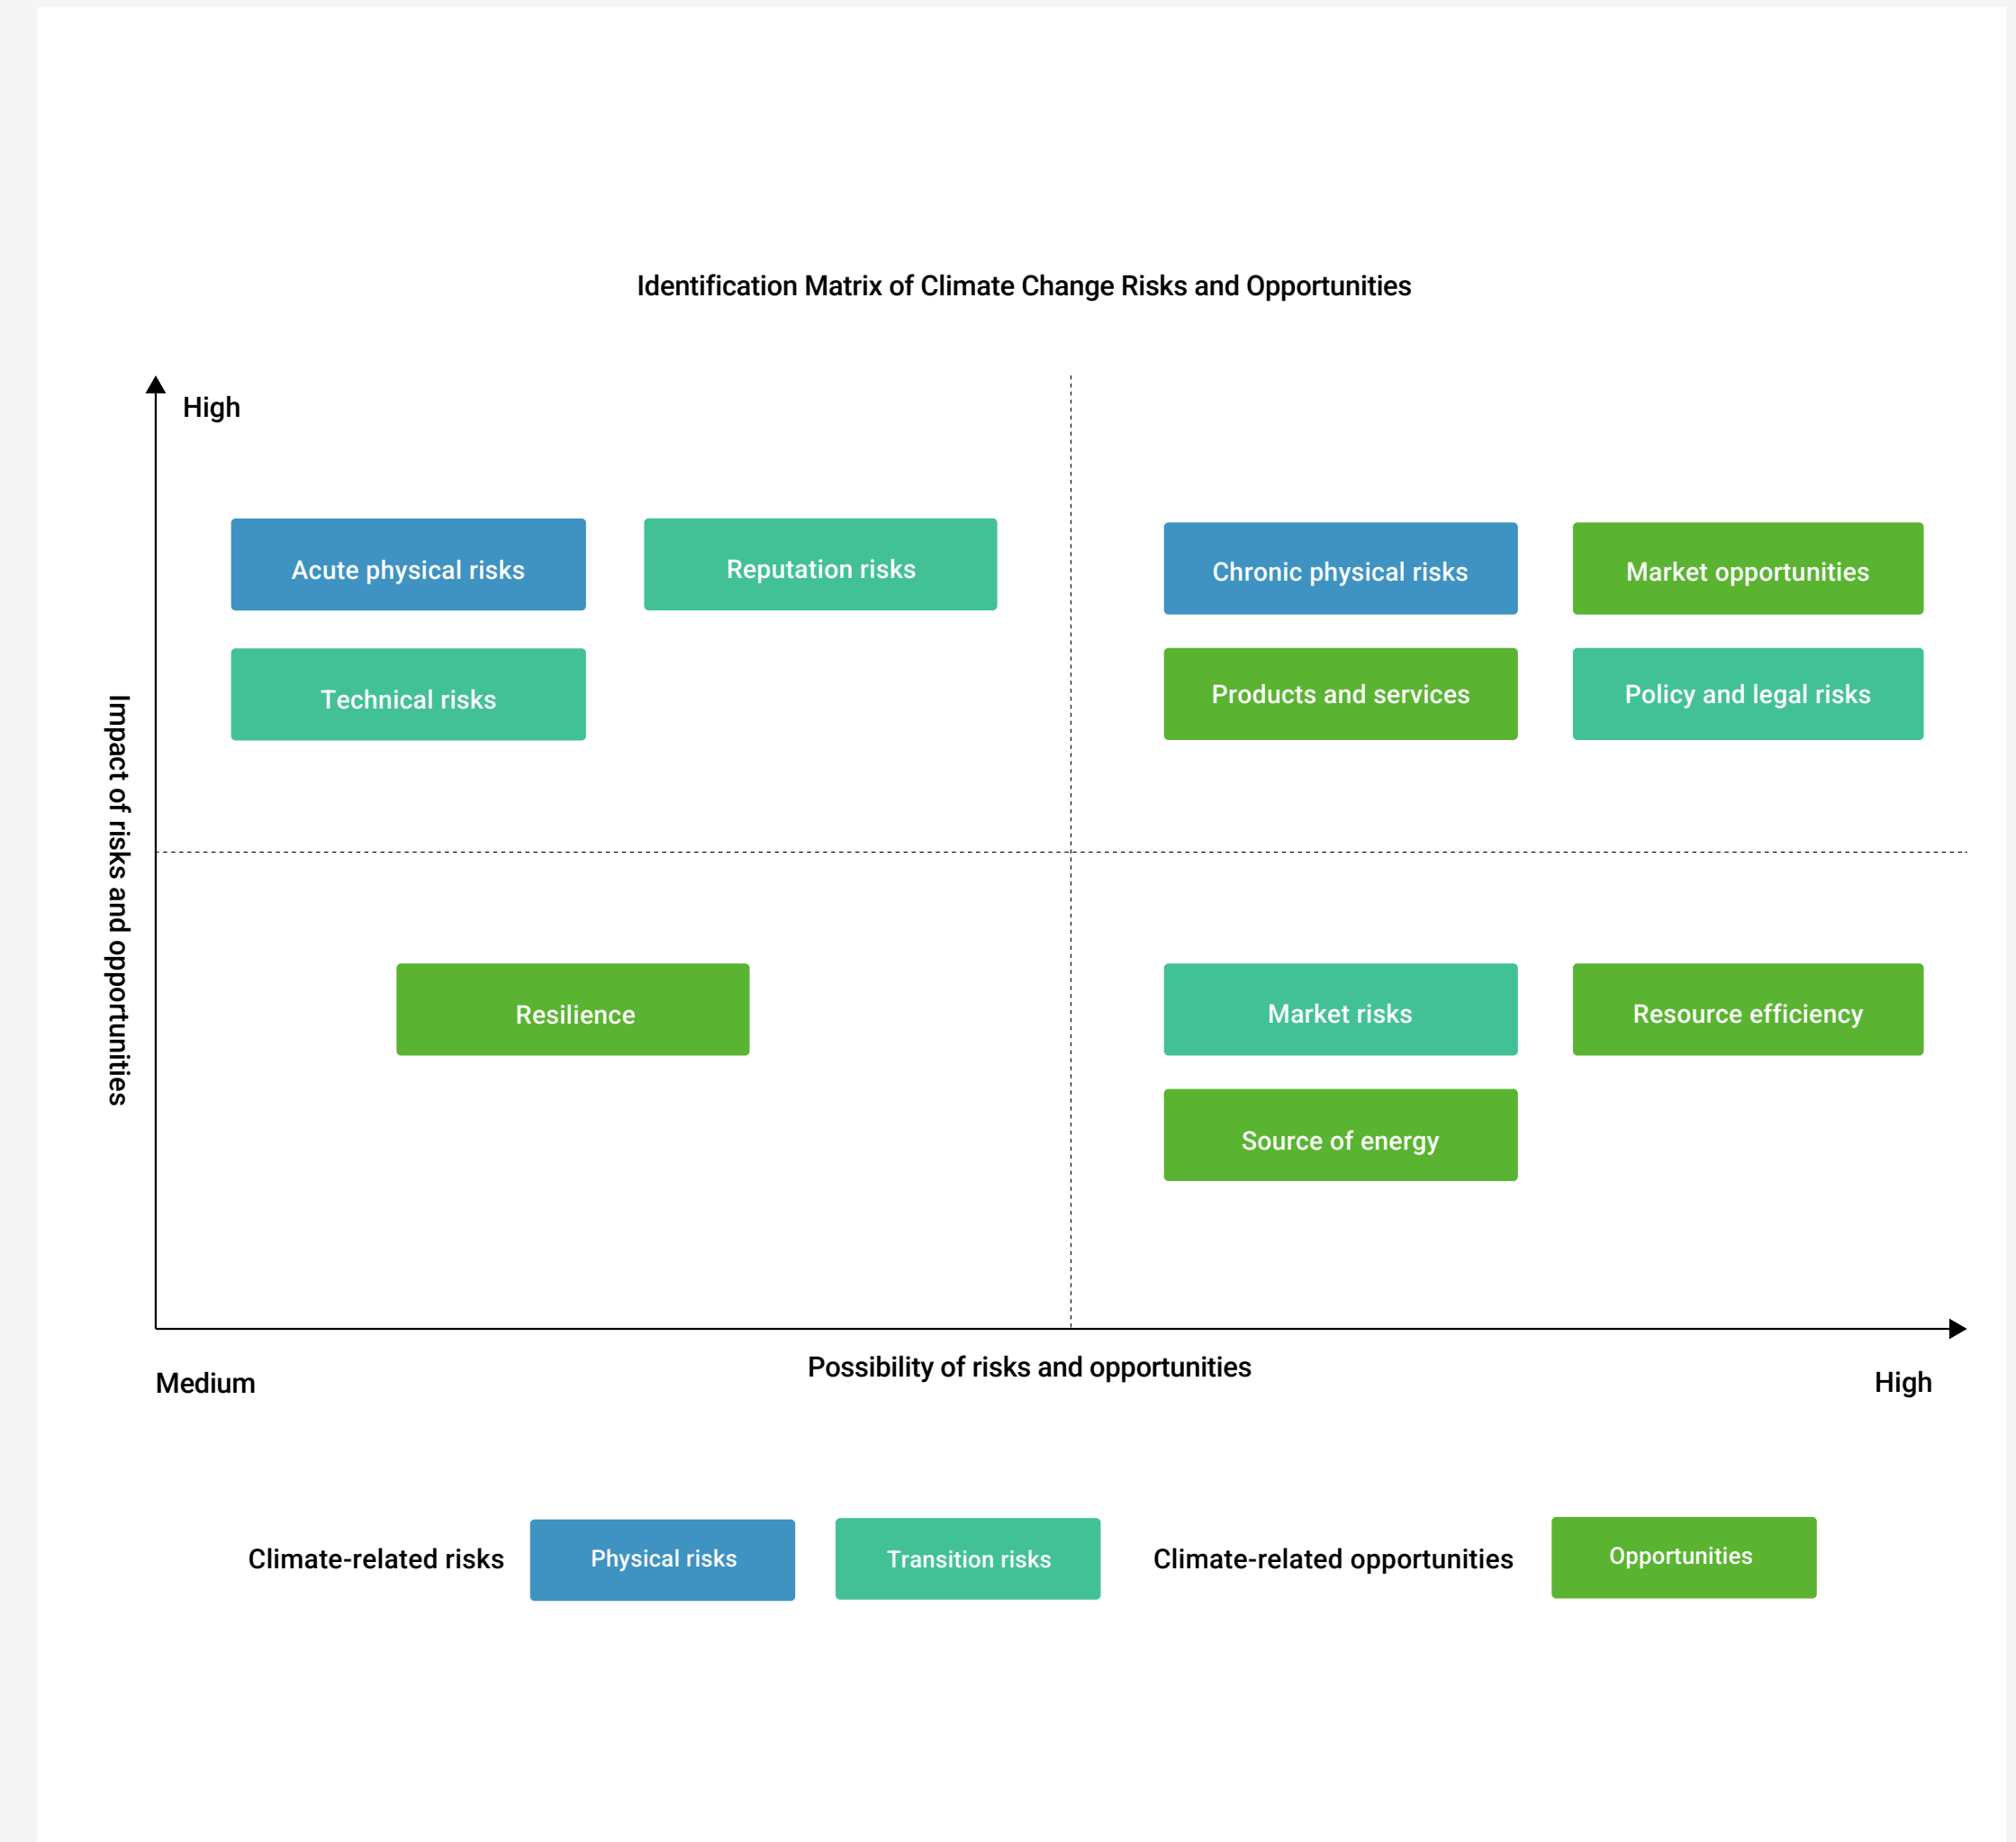 Identification Matrix of Climate Change Risks and Opportunities
High
Acute physical risks
Reputation risks
Chronic physical risks
Market opportunities
Technical risks
Products and services
Policy and legal risks
Impact of risks and opportunities
Resilience
Market risks
Resource efficiency
Source of energy
Possibility of risks and opportunities
Medium
High
Climate-related risks
Physical risks
Transition risks
Climate-related opportunities
Opportunities